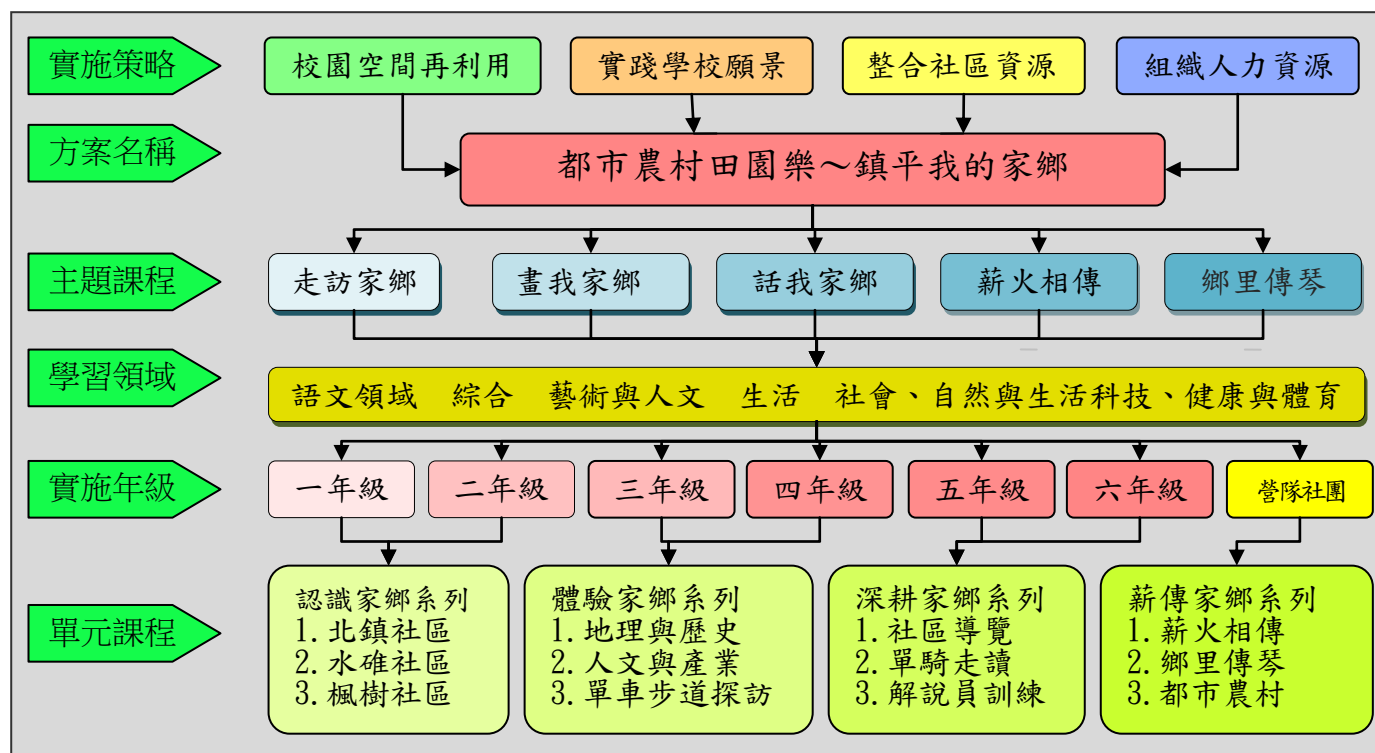 實施策略
校園空間再利用
實踐學校願景
整合社區資源
組織人力資源
方案名稱
都市農村田園樂～鎮平我的家鄉
主題課程
走訪家鄉
畫我家鄉
話我家鄉
薪火相傳
鄉里傳琴
學習領域
語文領域 綜合 藝術與人文 生活 社會、自然與生活科技、健康與體育
實施年級
一年級
二年級
三年級
四年級
五年級
六年級
營隊社團
單元課程
認識家鄉系列
1.北鎮社區
2.水碓社區
3.楓樹社區
體驗家鄉系列
1.地理與歷史
2.人文與產業
3.單車步道探訪
深耕家鄉系列
1.社區導覽
2.單騎走讀
3.解說員訓練
薪傳家鄉系列
1.薪火相傳
2.鄉里傳琴
3.都市農村